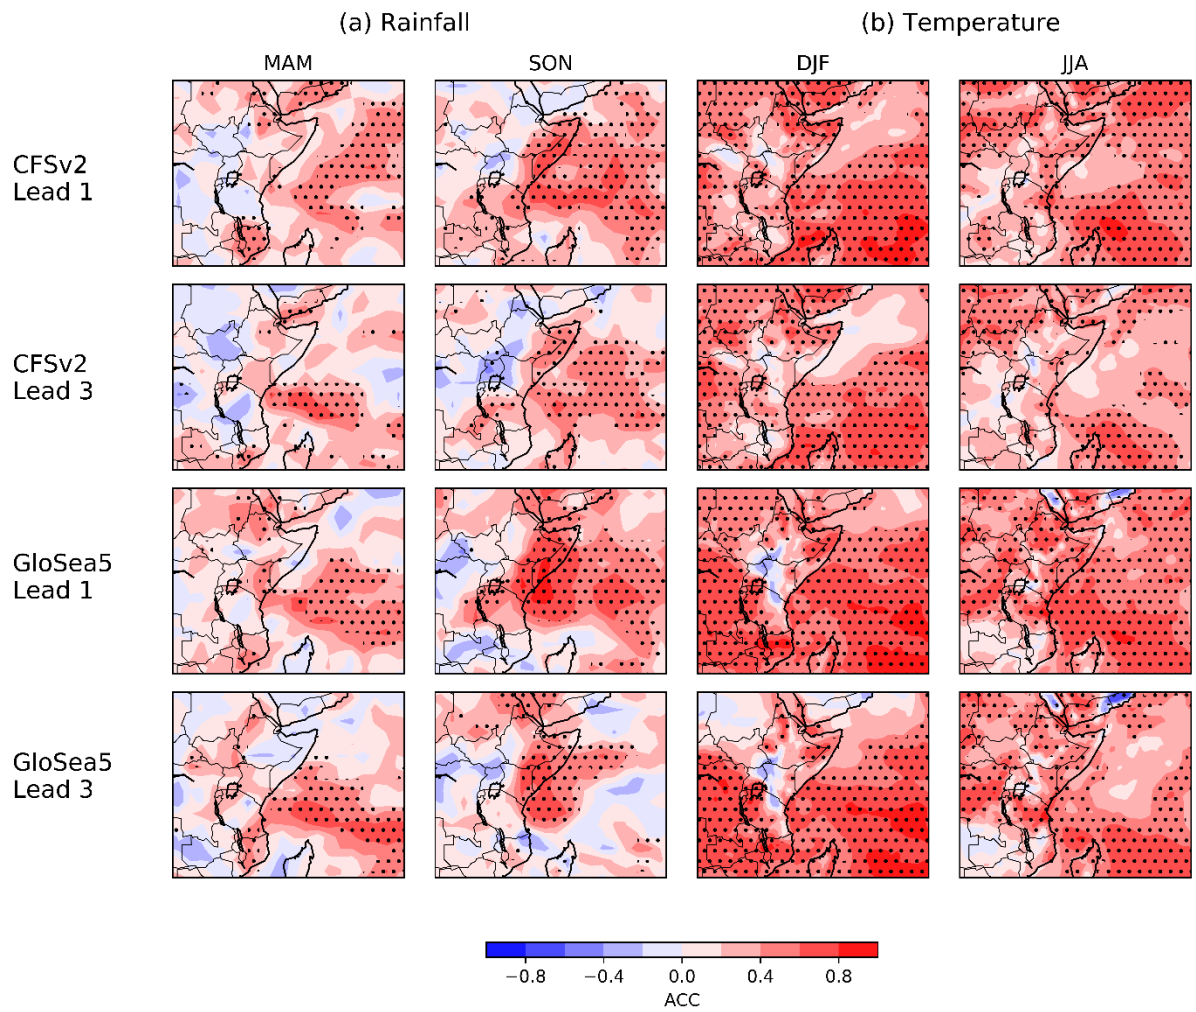 (a) Rainfall
(b) Temperature
MAM
SON
DJF
JJA
CFSv2
Lead 1
CFSv2
Lead 3
GloSea5
Lead 1
GloSea5
Lead 3
−0.8
−0.4
0.0
0.4
0.8
ACC